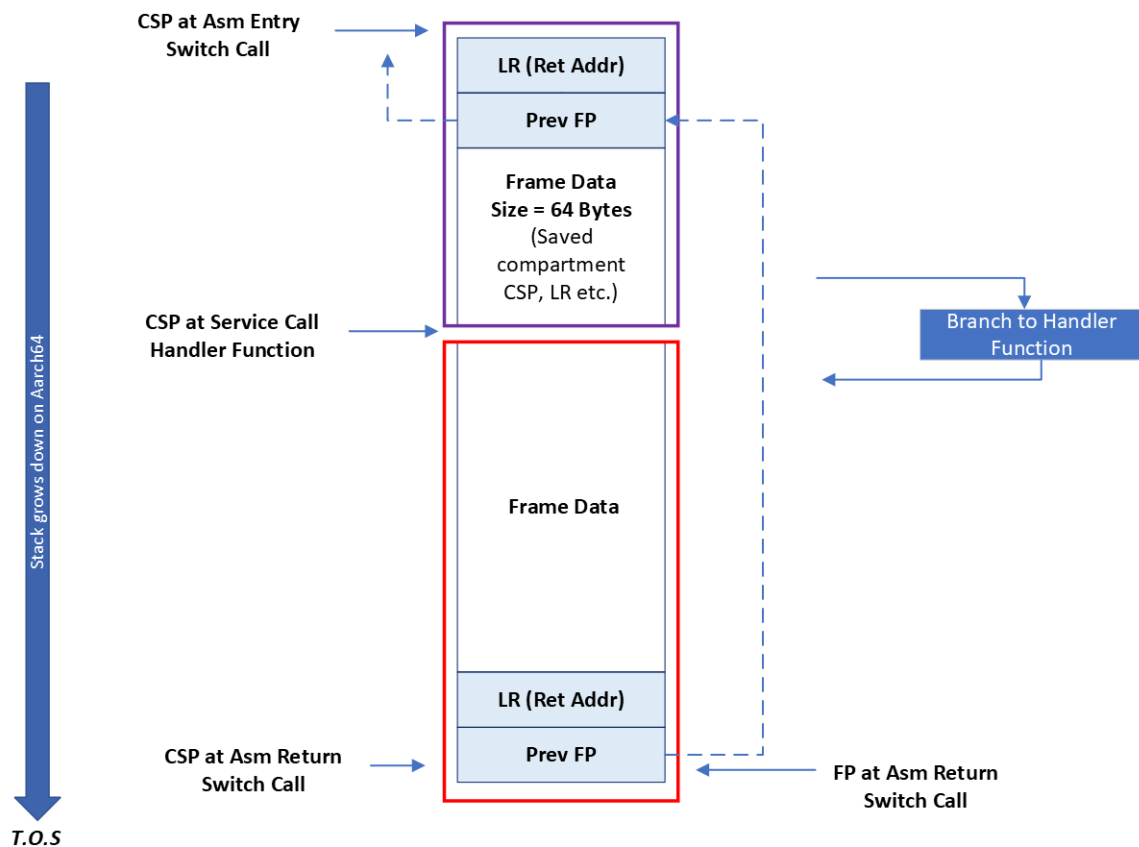 CSP at Asm Entry
Switch Call
LR (Ret Addr)
Prev FP
Frame Data
Size = 64 Bytes
(Saved
compartment
CSP, LR etc.)
CSP at Service Call
Handler Function
Branch to Handler
Function
Stack grows down on Aarch64
Frame Data
LR (Ret Addr)
Prev FP
CSP at Asm Return
Switch Call
FP at Asm Return
Switch Call
T.O.S